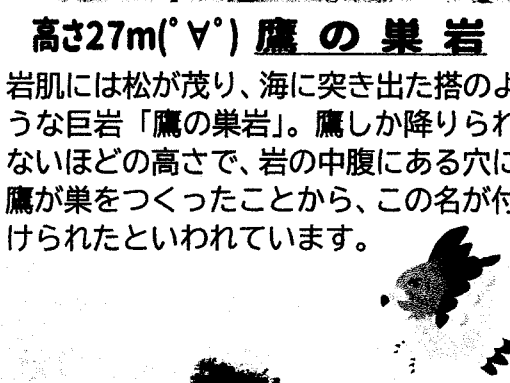 高さ27m(ﾟ∀ﾟ) 鷹の巣岩
岩肌には松が茂り、海に突き出た搭のよ
うな巨岩「鷹の巣岩」。鷹しか降りられ
ないほどの高さで、岩の中腹にある穴に
鷹が巣をつくったことから、この名が付
けられたといわれています。